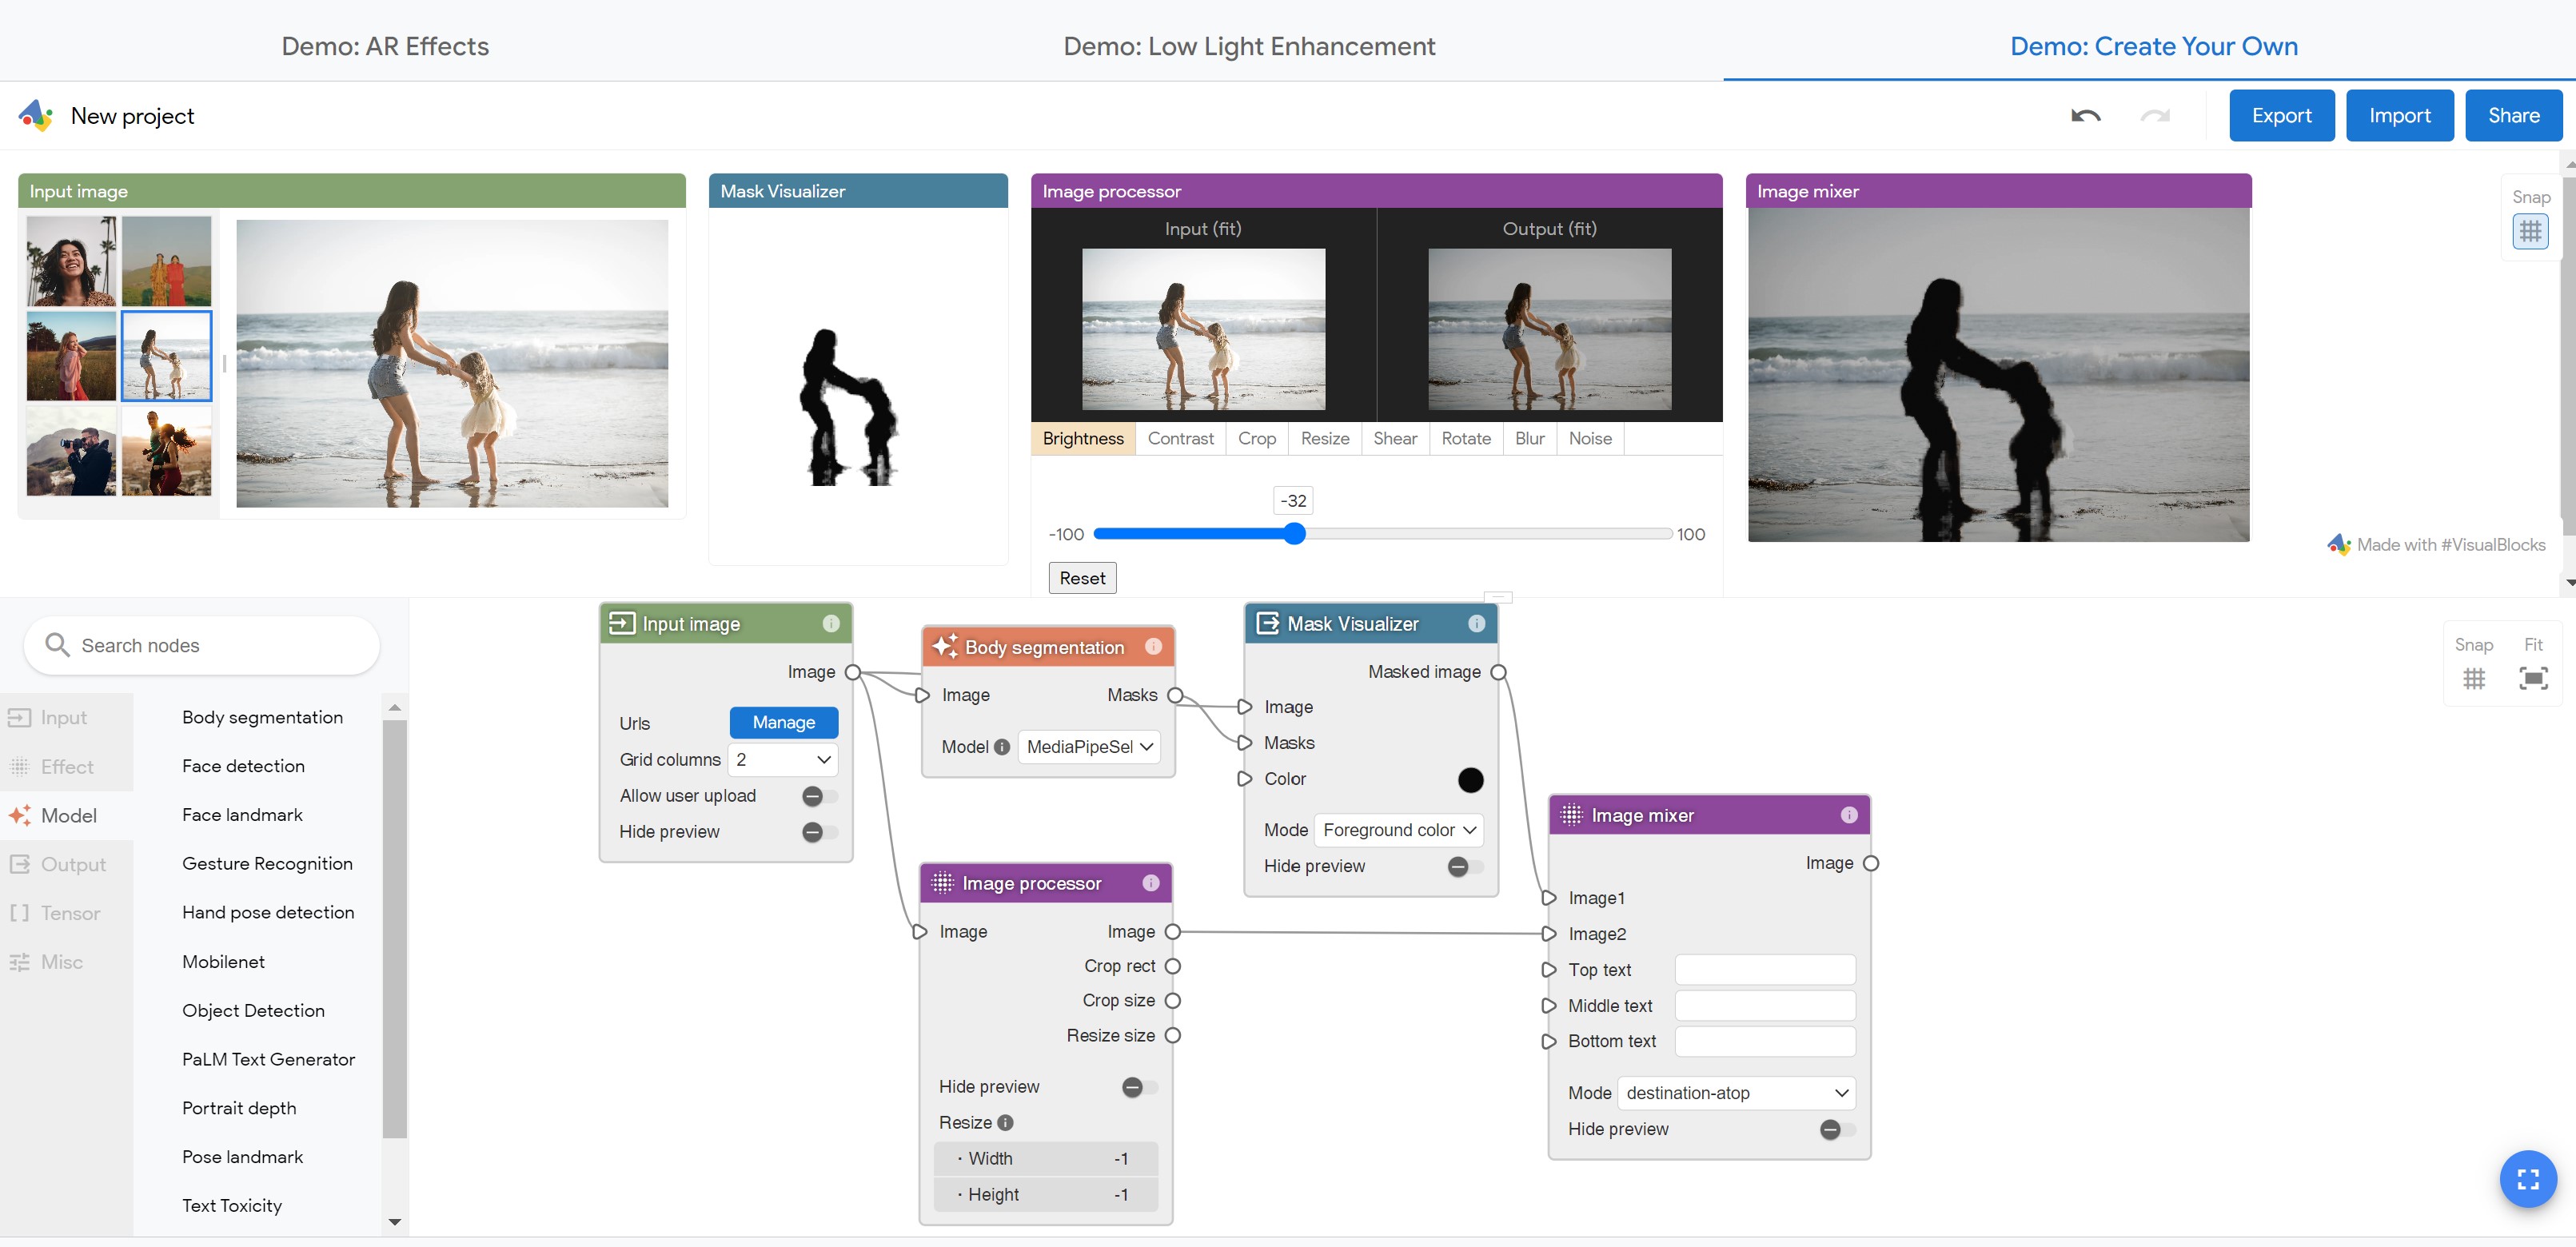 Demo: AR Effects
Demo: Low Light Enhancement
Demo: Create Your Own
New project
Export
Import
Share
Input image
Mask Visualizer
Image processor
Input (fit)
Output (fit)
Brightness
Contrast
Crop
Resize
Shear
Rotate
Blur
Noise
-32
-100
100
Reset
Image mixer
Snap
Made with #VisualBlocks
Search nodes
Input
Effect
Model
Output
Tensor
Misc
Body segmentation
Face detection
Face landmark
Gesture Recognition
Hand pose detection
Mobilenet
Object Detection
PaLM Text Generator
Portrait depth
Pose landmark
Text Toxicity
Input image
Image
Urls
Manage
Grid columns
2
Allow user upload
Hide preview
Body segmentation
Image
Masks
Model
MediaPipeSel
Image processor
Image
Image
Crop rect
Crop size
Resize size
Hide preview
Resize
· Width
-1
· Height
-1
Mask Visualizer
Masked image
Image
Masks
Color
Mode
Foreground color
Hide preview
Image mixer
Image
Image1
Image2
Top text
Middle text
Bottom text
Mode
destination-atop
Hide preview
Snap
Fit